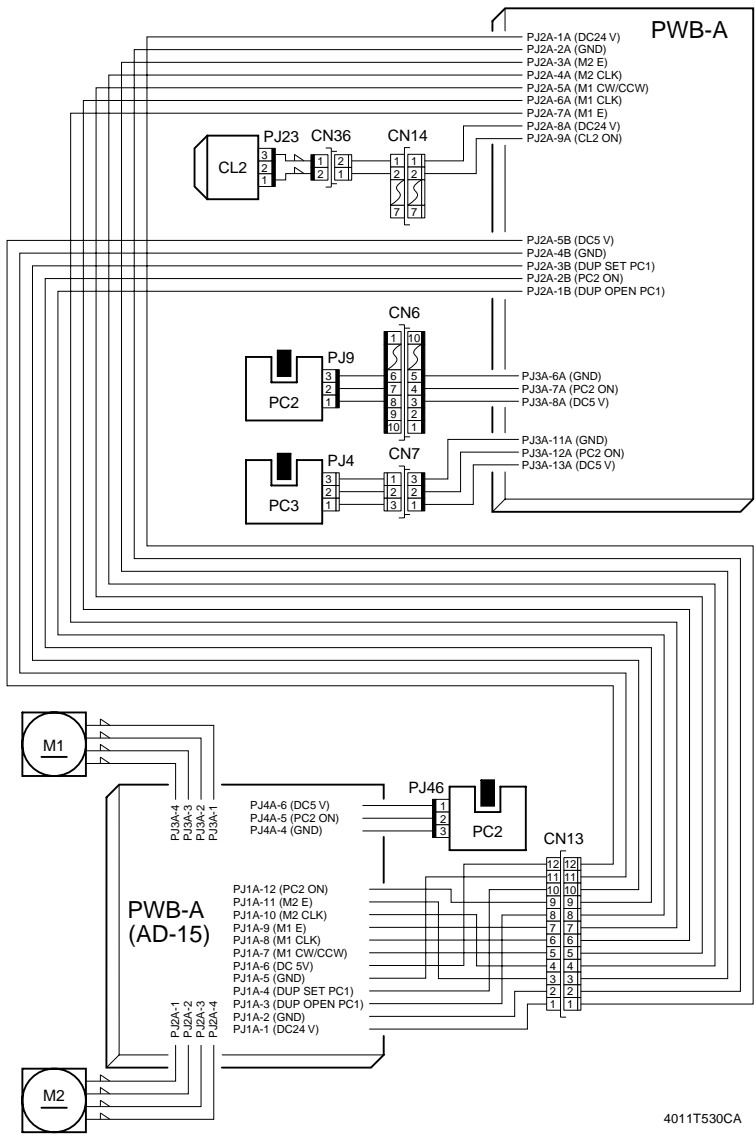 PWB-A
PJ2A-1A (DC24 V)
PJ2A-2A (GND)
PJ2A-3A (M2 E)
PJ2A-4A (M2 CLK)
PJ2A-5A (M1 CW/CCW)
PJ2A-6A (M1 CLK)
PJ2A-7A (M1 E)
PJ2A-8A (DC24 V)
PJ2A-9A (CL2 ON)
PJ23 CN36 CN14
CL2
3
2
1
1 2
2 1
1 1
2 2
7 7
PJ2A-5B (DC5 V)
PJ2A-4B (GND)
PJ2A-3B (DUP SET PC1)
PJ2A-2B (PC2 ON)
PJ2A-1B (DUP OPEN PC1)
CN6
PJ9
PC2
3
2
1
1 10
6 5
7 4
8 3
9 2
10 1
PJ3A-6A (GND)
PJ3A-7A (PC2 ON)
PJ3A-8A (DC5 V)
PJ4 CN7
PC3
3
2
1
1 3
2 2
3 1
PJ3A-11A (GND)
PJ3A-12A (PC2 ON)
PJ3A-13A (DC5 V)
M1
PJ3A-4
PJ3A-3
PJ3A-2
PJ3A-1
PJ4A-6 (DC5 V)
PJ4A-5 (PC2 ON)
PJ4A-4 (GND)
PJ46
1
2
3
PC2
CN13
12 12
11 11
10 10
9 9
8 8
7 7
6 6
5 5
4 4
3 3
2 2
1 1
PWB-A
(AD-15)
PJ1A-12 (PC2 ON)
PJ1A-11 (M2 E)
PJ1A-10 (M2 CLK)
PJ1A-9 (M1 E)
PJ1A-8 (M1 CLK)
PJ1A-7 (M1 CW/CCW)
PJ1A-6 (DC 5V)
PJ1A-5 (GND)
PJ1A-4 (DUP SET PC1)
PJ1A-3 (DUP OPEN PC1)
PJ1A-2 (GND)
PJ1A-1 (DC24 V)
PJ2A-1
PJ2A-2
PJ2A-3
PJ2A-4
M2
4011T530CA